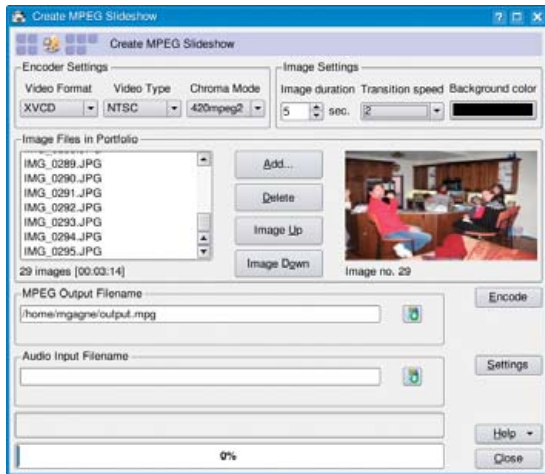 Create MPEG Slideshow
Create MPEG Slideshow
Encoder Settings
Video Format Video Type Chroma Mode
XVCD NTSC 420mpeg2
Image Settings
Image duration Transition speed Background color
5 sec. 2
Image Files in Portfolio
IMG_0289.JPG
IMG_0290.JPG
IMG_0291.JPG
IMG_0292.JPG
IMG_0293.JPG
IMG_0294.JPG
IMG_0295.JPG
29 images [00:03:14]
Add...
Delete
Image Up
Image Down
Image no. 29
MPEG Output Filename
/home/mgagne/output.mpg
Encode
Audio Input Filename
Settings
Help
0%
Close